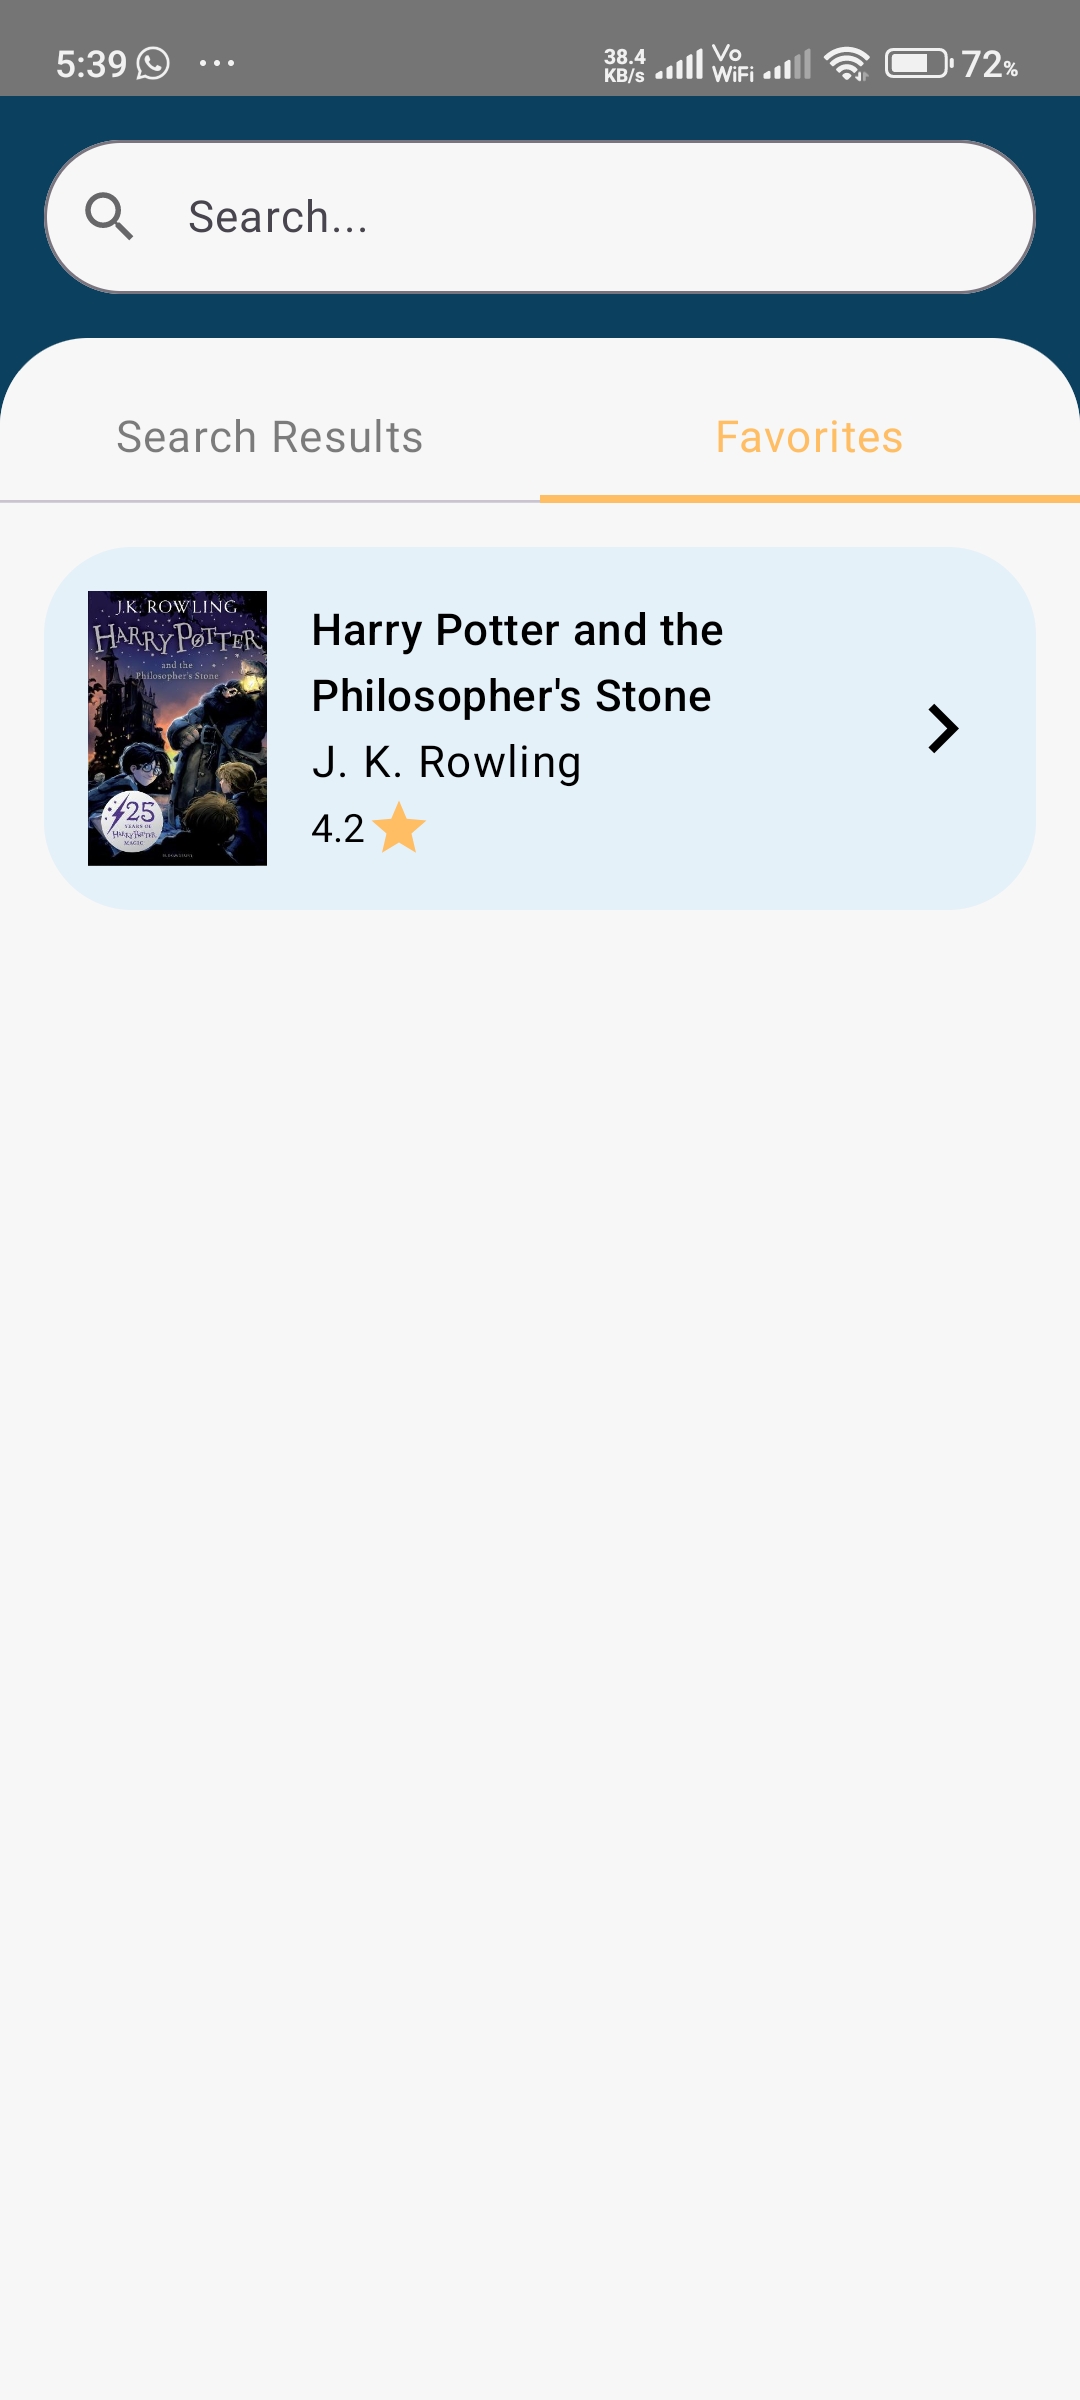 5:39 ... 38.4 KB/s Vo WiFi 72%
Search...
Search Results Favorites
J.K. ROWLING
HARRY POTTER
and the
Philosopher's Stone
25
YEARS OF
HARRY POTTER
MAGIC
BLOOMSBURY
Harry Potter and the
Philosopher's Stone
J. K. Rowling
4.2